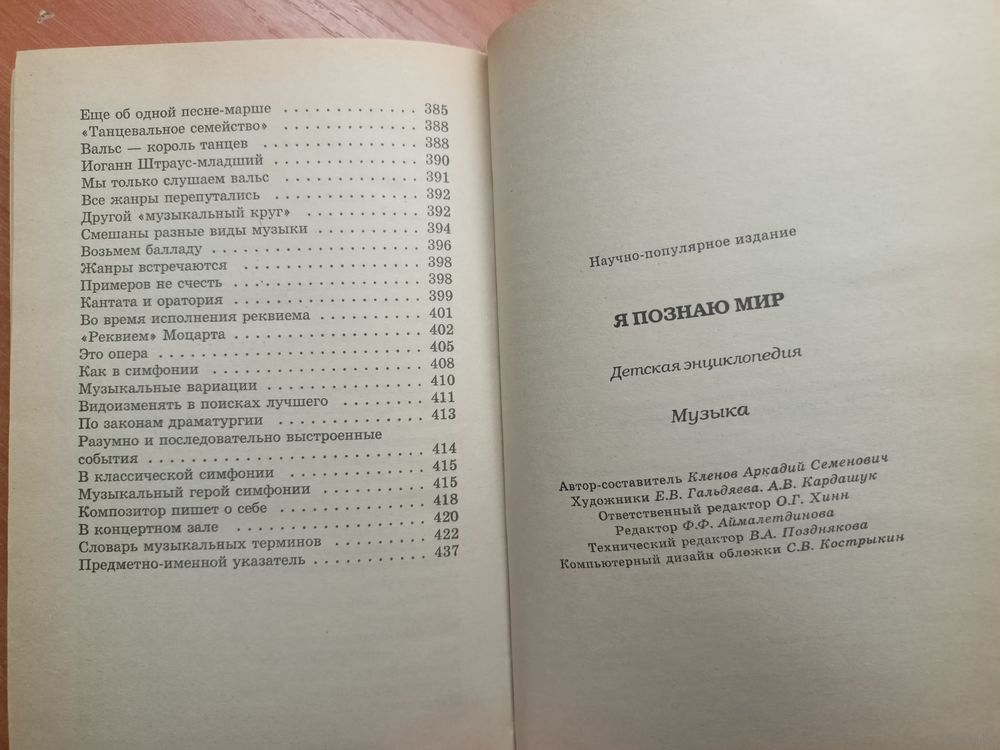 Еще об одной песне-марше . . . . . . . . . . . . . 385
«Танцевальное семейство» . . . . . . . . . . . . . 388
Вальс — король танцев . . . . . . . . . . . . . . . 388
Иоганн Штраус-младший . . . . . . . . . . . . . . 390
Мы только слушаем вальс . . . . . . . . . . . . . 391
Все жанры перепутались . . . . . . . . . . . . . . 392
Другой «музыкальный круг» . . . . . . . . . . . 392
Смешаны разные виды музыки . . . . . . . . . . 394
Возьмем балладу . . . . . . . . . . . . . . . . . . . . 396
Жанры встречаются . . . . . . . . . . . . . . . . . 398
Примеров не счесть . . . . . . . . . . . . . . . . . . 398
Кантата и оратория . . . . . . . . . . . . . . . . . . 399
Во время исполнения реквиема . . . . . . . . . . 401
«Реквием» Моцарта . . . . . . . . . . . . . . . . . . 402
Это опера . . . . . . . . . . . . . . . . . . . . . . . . . 405
Как в симфонии . . . . . . . . . . . . . . . . . . . . 408
Музыкальные вариации . . . . . . . . . . . . . . . 410
Видоизменять в поисках лучшего . . . . . . . . 411
По законам драматургии . . . . . . . . . . . . . . 413
Разумно и последовательно выстроенные
события . . . . . . . . . . . . . . . . . . . . . . . . . . 414
В классической симфонии . . . . . . . . . . . . . 415
Музыкальный герой симфонии . . . . . . . . . . 415
Композитор пишет о себе . . . . . . . . . . . . . . 418
В концертном зале . . . . . . . . . . . . . . . . . . 420
Словарь музыкальных терминов . . . . . . . . . 422
Предметно-именной указатель . . . . . . . . . . . 437
Научно-популярное издание
Я ПОЗНАЮ МИР
Детская энциклопедия
Музыка
Автор-составитель Кленов Аркадий Семенович
Художники Е.В. Гальдяева, А.В. Кардашук
Ответственный редактор О.Г. Хинн
Редактор Ф.Ф. Аймалетдинова
Технический редактор В.А. Позднякова
Компьютерный дизайн обложки С.В. Кострыкин